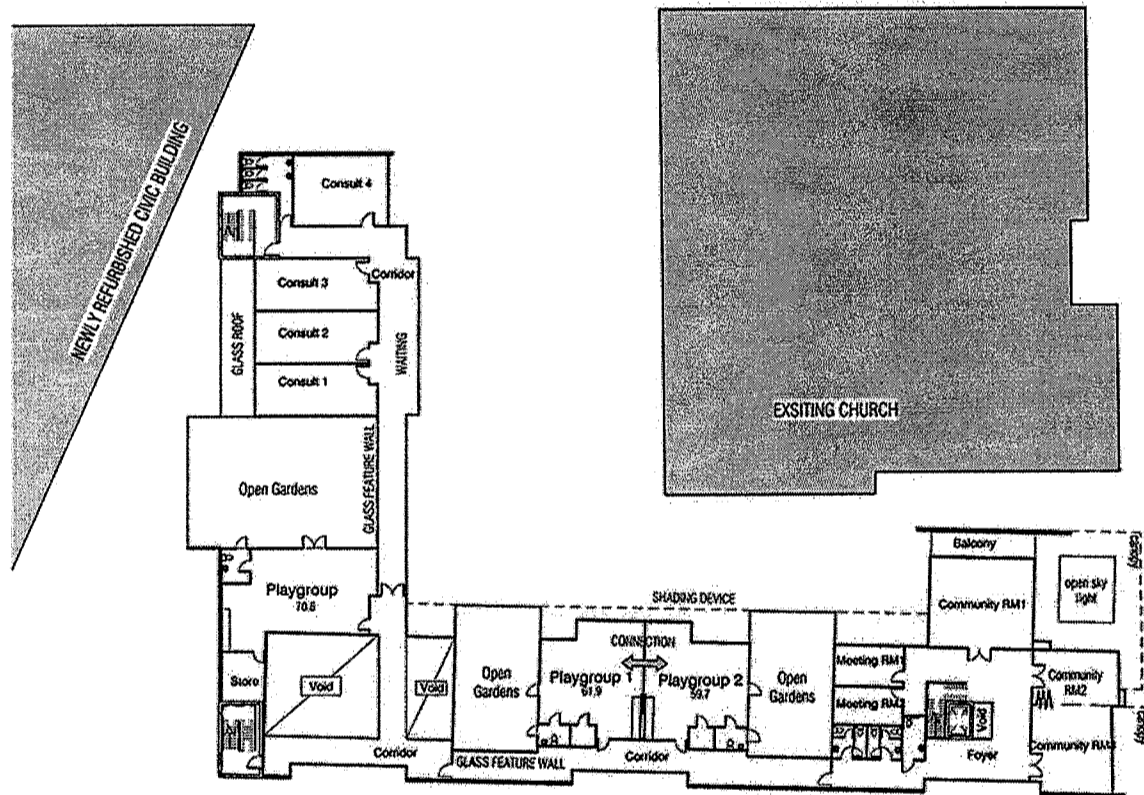 NEWLY REFURBISHED CIVIC BUILDING
Consult 4
Corridor
Consult 3
Consult 2
Consult 1
GLASS ROOF
WAITING
EXSITING CHURCH
Open Gardens
GLASS FEATURE WALL
Playgroup
70.8
Store
Void
Void
Corridor
GLASS FEATURE WALL
SHADING DEVICE
Open
Gardens
CONNECTION
Playgroup 1
61.9
Playgroup 2
59.7
Corridor
Open
Gardens
Meeting RM1
Meeting RM2
Balcony
Community RM1
open sky
light
canopy
Community
RM2
canopy
Void
Foyer
Community